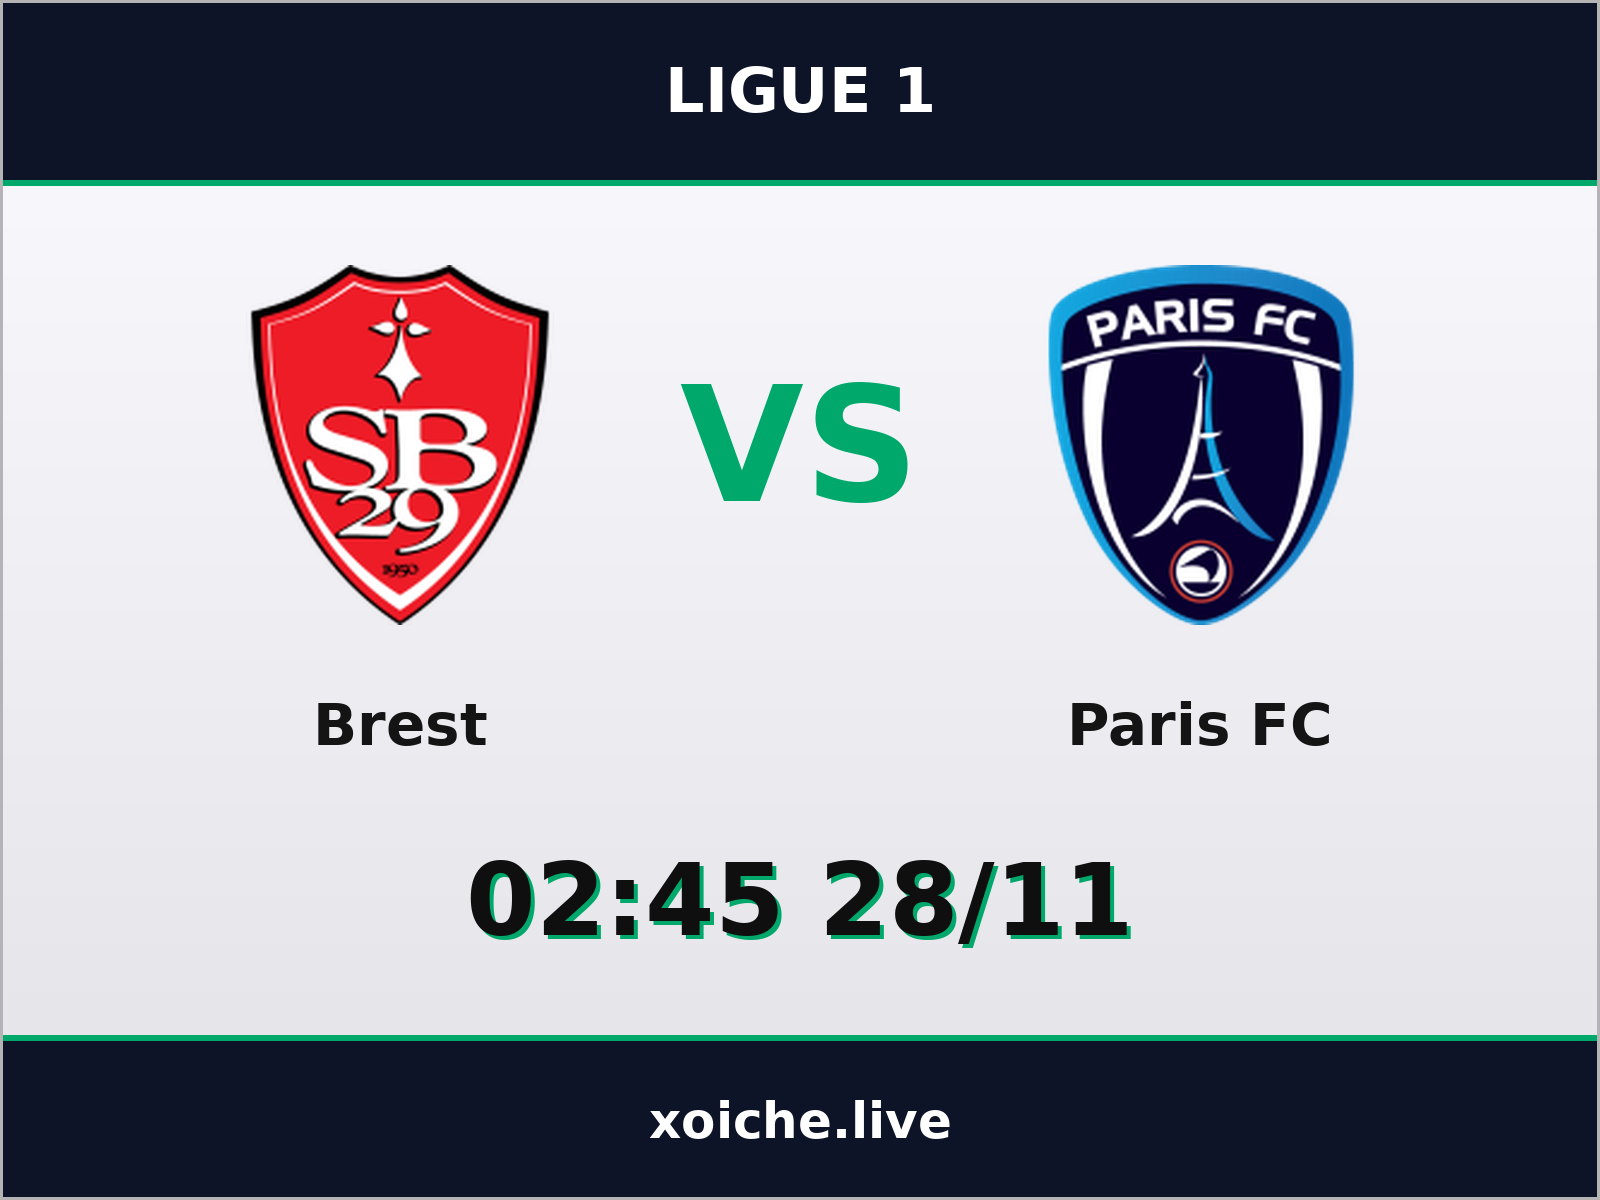 LIGUE 1
SB
29
1950
PARIS FC
VS
Brest
Paris FC
02:45 28/11
xoiche.live